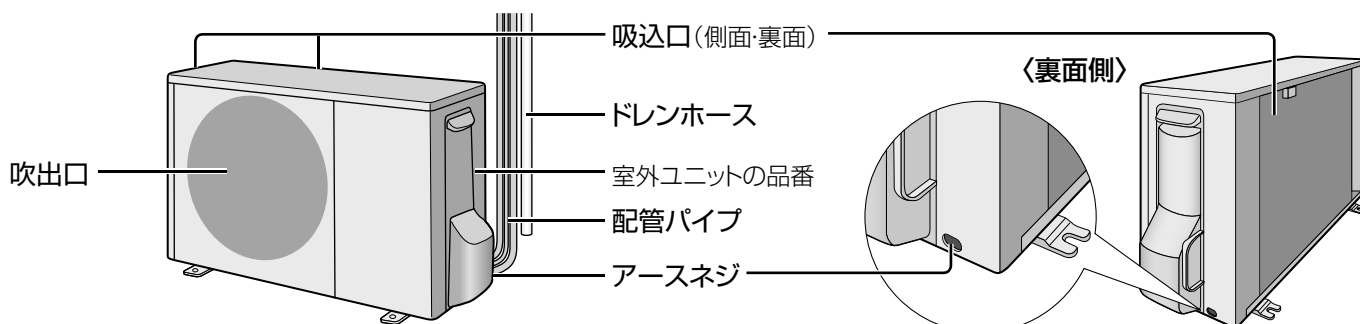 吸込口(側面・裏面)
〈裏面側〉
ドレンホース
吹出口
室外ユニットの品番
配管パイプ
アースネジ